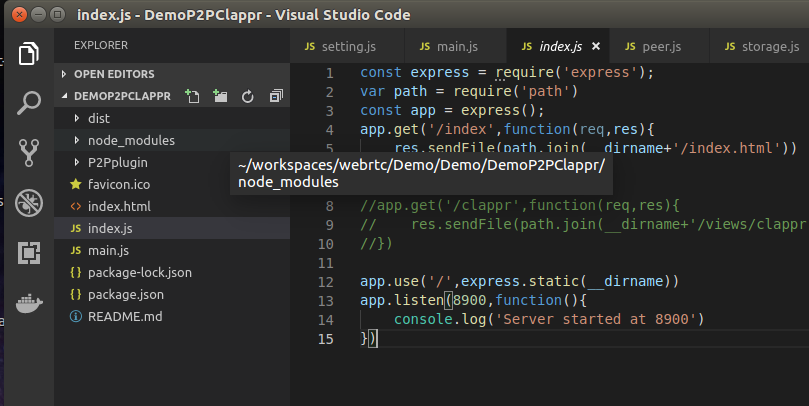 index.js - DemoP2PClappr - Visual Studio Code
EXPLORER
OPEN EDITORS
DEMOP2PCLAPPR
dist
node_modules
P2Pplugin
favicon.ico
index.html
index.js
main.js
package-lock.json
package.json
README.md
JS setting.js
JS main.js
JS index.js ×
JS peer.js
JS storage.js
1 const express = require('express');
2 var path = require('path')
3 const app = express();
4 app.get('/index',function(req,res){
res.sendFile(path.join(__dirname+'/index.html'))
~/workspaces/webrtc/Demo/Demo/DemoP2PClappr/
node_modules
8 //app.get('/clappr',function(req,res){
9 //    res.sendFile(path.join(__dirname+'/views/clappr
10 //})
11
12 app.use('/',express.static(__dirname))
13 app.listen(8900,function(){
14 console.log('Server started at 8900')
15 })